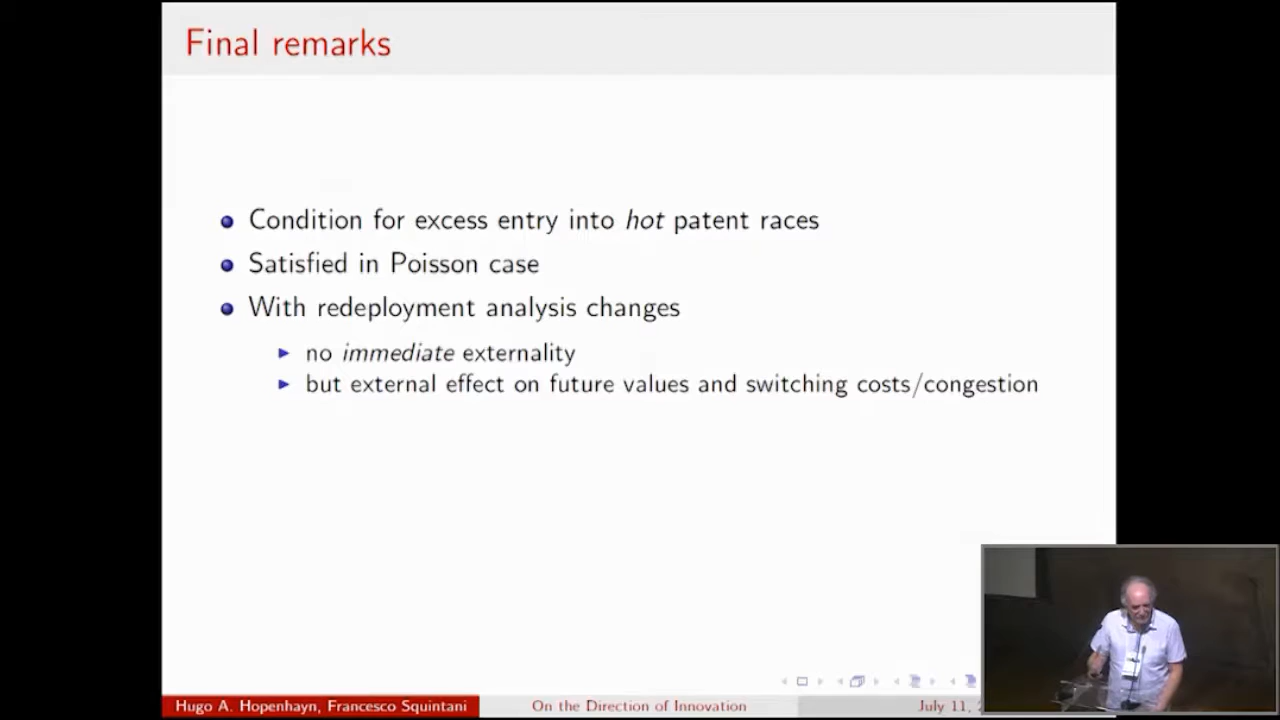 Final remarks
Condition for excess entry into hot patent races
Satisfied in Poisson case
With redeployment analysis changes
no immediate externality
but external effect on future values and switching costs/congestion
Hugo A. Hopenhayn, Francesco Squintani
On the Direction of Innovation
July 11,